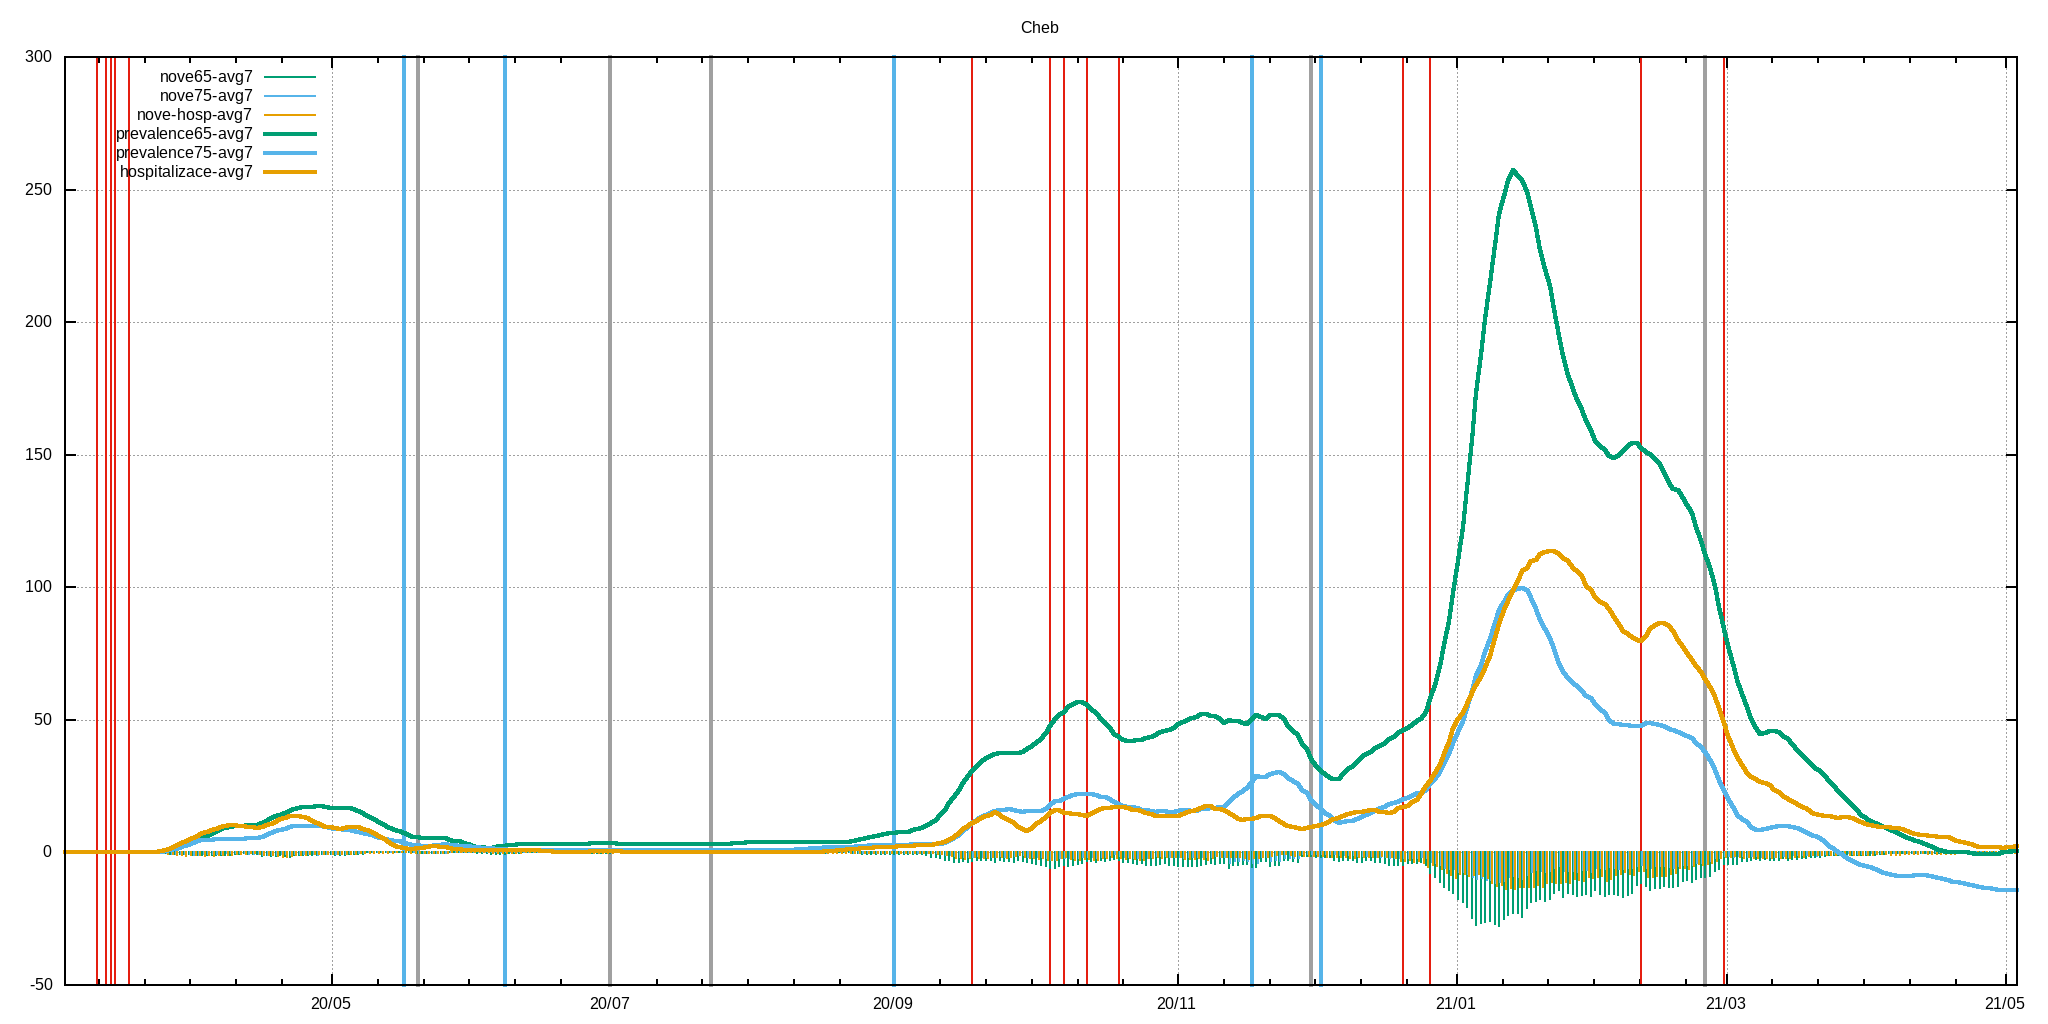 Cheb
300
250
200
150
100
50
0
-50
nove65-avg7
nove75-avg7
nove-hosp-avg7
prevalence65-avg7
prevalence75-avg7
hospitalizace-avg7
20/05 20/07 20/09 20/11 21/01 21/03 21/05